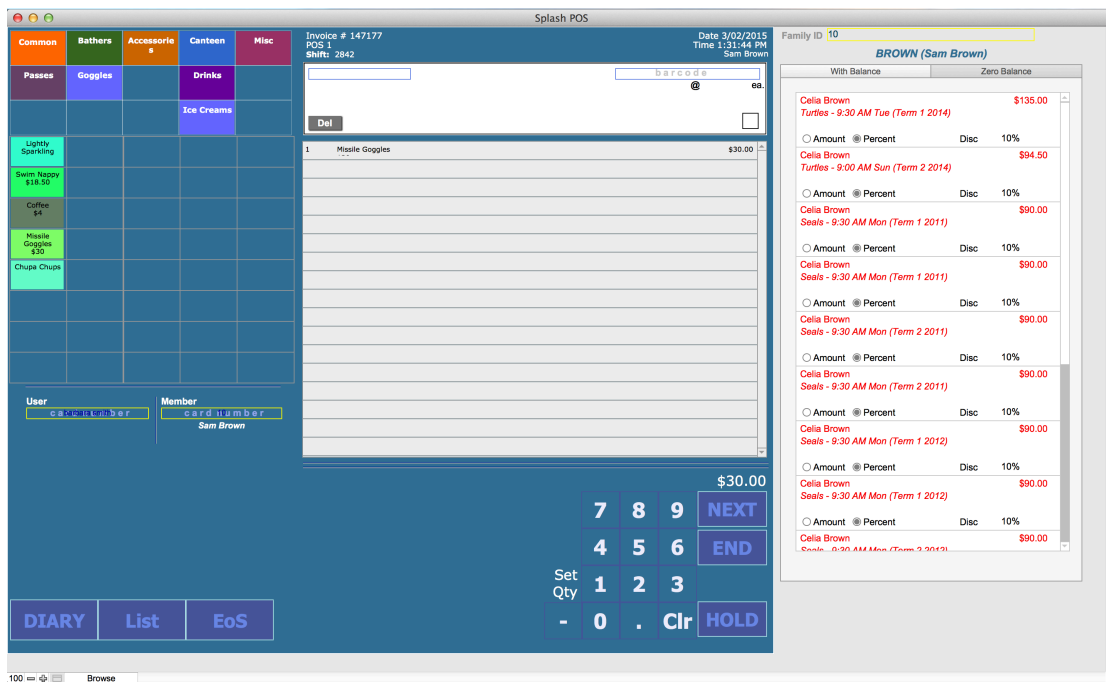 Splash POS
Common Bathers Accessorie Canteen Misc
s
Passes Goggles Drinks
Ice Creams
Lightly
Sparkling
Swim Nappy
$18.50
Coffee
$4
Missile
Goggles
$30
Chupa Chups
User
card number
Member
card number
Sam Brown
DIARY List EoS
Invoice # 147177
POS 1
Shift: 2842
Date 3/02/2015
Time 1:31:44 PM
Sam Brown
barcode
@ ea.
Del
1 Missile Goggles $30.00
$30.00
7 8 9 NEXT
4 5 6 END
Set
Qty
1 2 3
- 0 . Clr HOLD
Family ID 10
BROWN (Sam Brown)
With Balance Zero Balance
Celia Brown $135.00
Turtles - 9:30 AM Tue (Term 1 2014)
Amount Percent Disc 10%
Celia Brown $94.50
Turtles - 9:00 AM Sun (Term 2 2014)
Amount Percent Disc 10%
Celia Brown $90.00
Seals - 9:30 AM Mon (Term 1 2011)
Amount Percent Disc 10%
Celia Brown $90.00
Seals - 9:30 AM Mon (Term 1 2011)
Amount Percent Disc 10%
Celia Brown $90.00
Seals - 9:30 AM Mon (Term 2 2011)
Amount Percent Disc 10%
Celia Brown $90.00
Seals - 9:30 AM Mon (Term 2 2011)
Amount Percent Disc 10%
Celia Brown $90.00
Seals - 9:30 AM Mon (Term 1 2012)
Amount Percent Disc 10%
Celia Brown $90.00
Seals - 9:30 AM Mon (Term 1 2012)
Amount Percent Disc 10%
Celia Brown $90.00
Seals - 9:30 AM Mon (Term 2 2012)
100 Browse